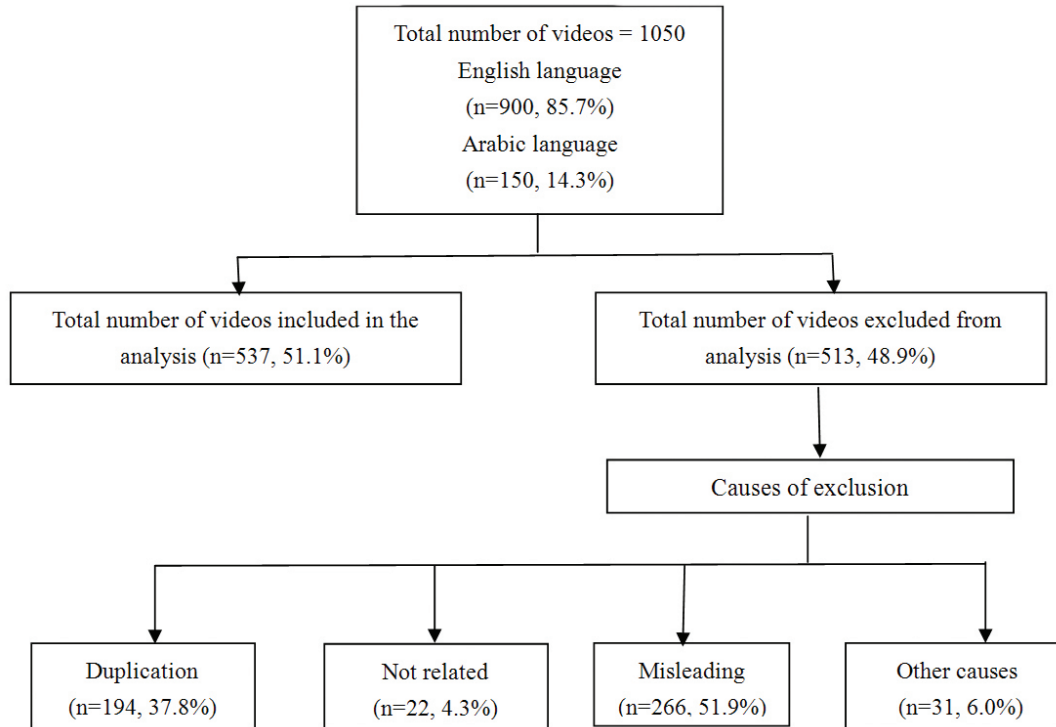 Total number of videos = 1050
English language
(n=900, 85.7%)
Arabic language
(n=150, 14.3%)
Total number of videos included in the
analysis (n=537, 51.1%)
Total number of videos excluded from
analysis (n=513, 48.9%)
Causes of exclusion
Duplication
(n=194, 37.8%)
Not related
(n=22, 4.3%)
Misleading
(n=266, 51.9%)
Other causes
(n=31, 6.0%)